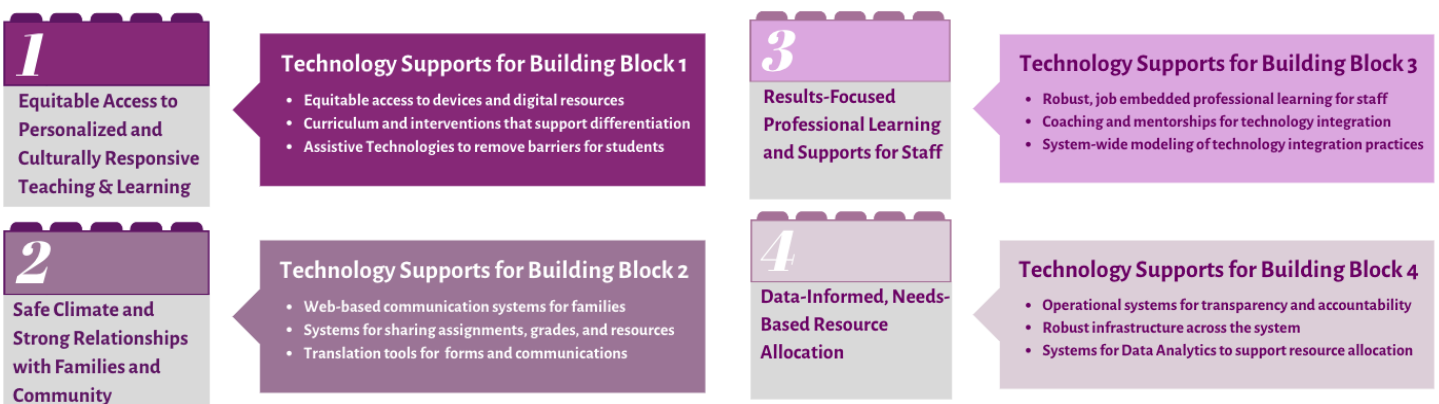 1
Equitable Access to
Personalized and
Culturally Responsive
Teaching & Learning
Technology Supports for Building Block 1
• Equitable access to devices and digital resources
• Curriculum and interventions that support differentiation
• Assistive Technologies to remove barriers for students
2
Safe Climate and
Strong Relationships
with Families and
Community
Technology Supports for Building Block 2
• Web-based communication systems for families
• Systems for sharing assignments, grades, and resources
• Translation tools for forms and communications
3
Results-Focused
Professional Learning
and Supports for Staff
Technology Supports for Building Block 3
• Robust, job embedded professional learning for staff
• Coaching and mentorships for technology integration
• System-wide modeling of technology integration practices
4
Data-Informed, Needs-
Based Resource
Allocation
Technology Supports for Building Block 4
• Operational systems for transparency and accountability
• Robust infrastructure across the system
• Systems for Data Analytics to support resource allocation